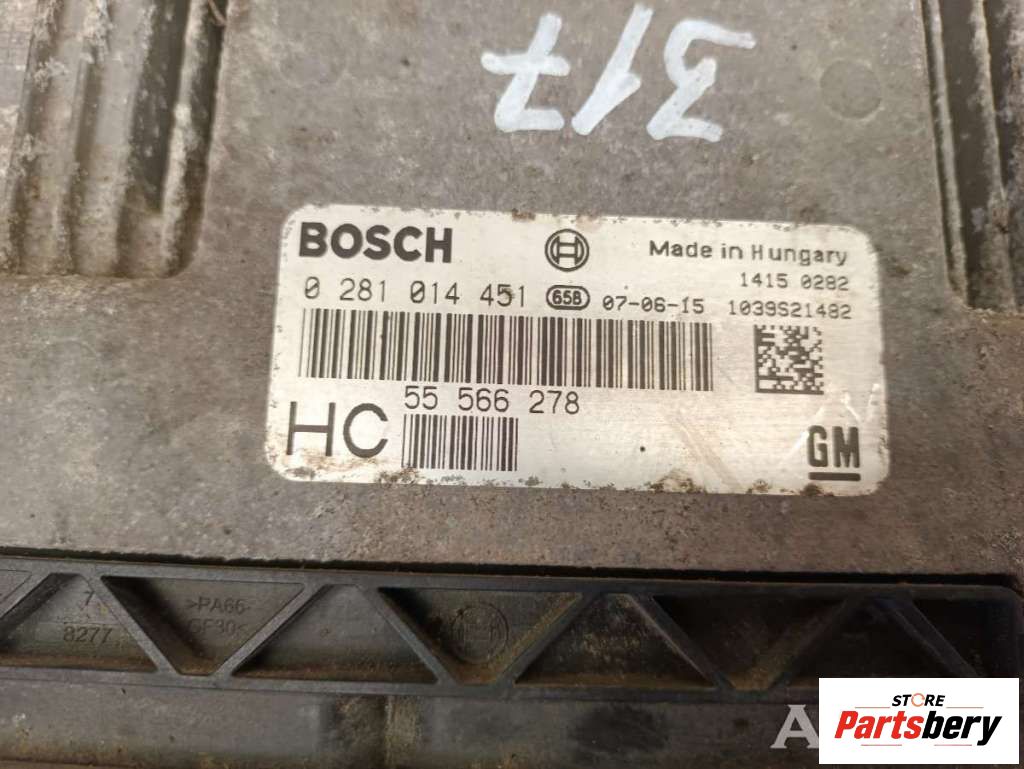 317
BOSCH
Made in Hungary
1415 0282
0 281 014 451 658 07-06-15 1039S21482
55 566 278
HC
GM
7
8277
>PA66-
GF30<
A
STORE
Partsbery